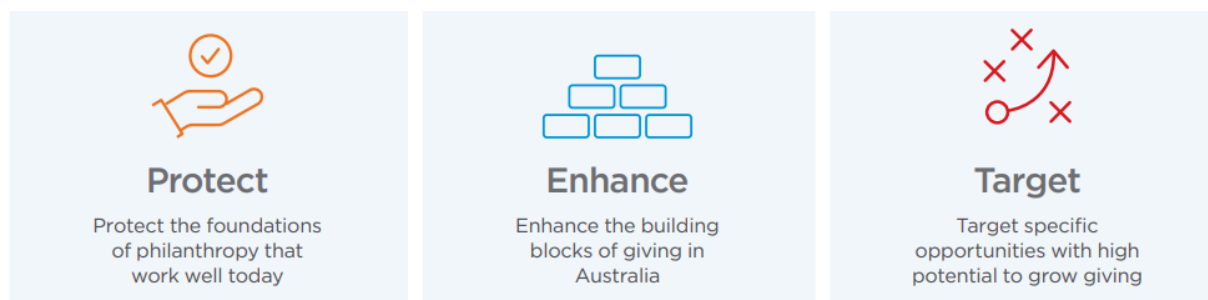 Protect
Protect the foundations
of philanthropy that
work well today
Enhance
Enhance the building
blocks of giving in
Australia
Target
Target specific
opportunities with high
potential to grow giving